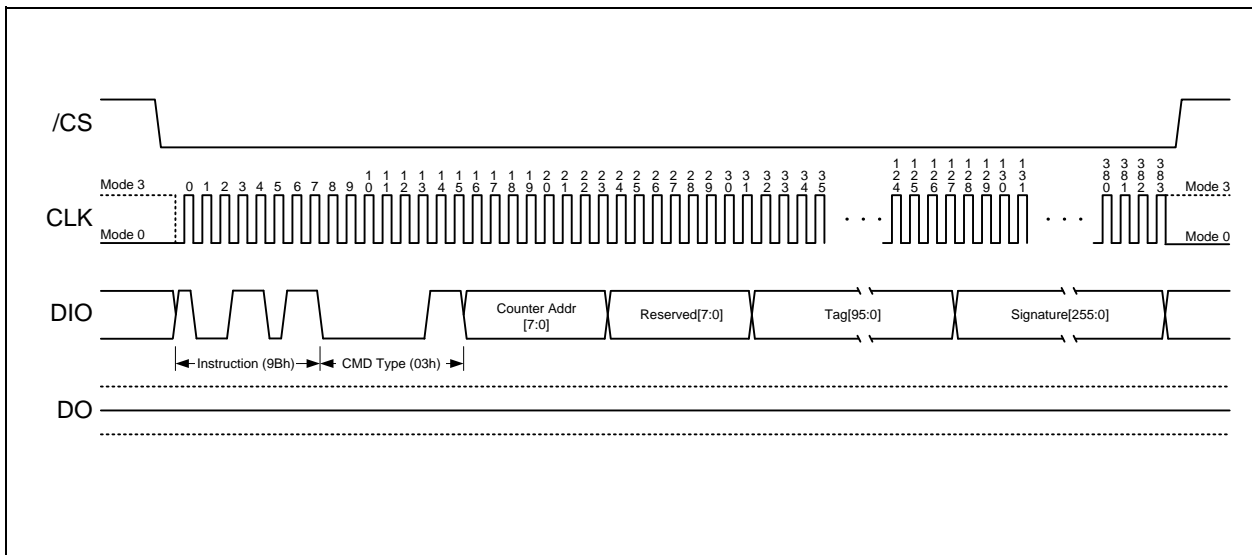 /CS
0 1 2 3 4 5 6 7 8 9 10 11 12 13 14 15 16 17 18 19 20 21 22 23 24 25 26 27 28 29 30 31 32 33 34 35 124 125 126 127 128 129 130 131 380 381 382 383
Mode 3
Mode 3
CLK
Mode 0
Mode 0
. . .
. . .
DIO
Counter Addr
[7:0]
Reserved[7:0]
Tag[95:0]
Signature[255:0]
Instruction (9Bh)
CMD Type (03h)
DO